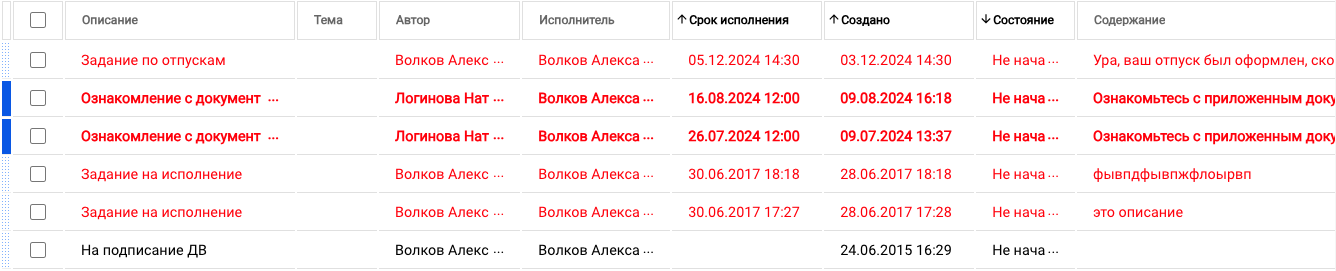 Описание Тема Автор Исполнитель Срок исполнения Создано Состояние Содержание
Задание по отпускам Волков Алекс ... Волков Алекса ... 05.12.2024 14:30 03.12.2024 14:30 Не нача ... Ура, ваш отпуск был оформлен, ско
Ознакомление с документ ... Логинова Нат ... Волков Алекса ... 16.08.2024 12:00 09.08.2024 16:18 Не нача ... Ознакомьтесь с приложенным доку
Ознакомление с документ ... Логинова Нат ... Волков Алекса ... 26.07.2024 12:00 09.07.2024 13:37 Не нача ... Ознакомьтесь с приложенным доку
Задание на исполнение Волков Алекс ... Волков Алекса ... 30.06.2017 18:18 28.06.2017 18:18 Не нача ... фывпдфывпжфлоырвп
Задание на исполнение Волков Алекс ... Волков Алекса ... 30.06.2017 17:27 28.06.2017 17:28 Не нача ... это описание
На подписание ДВ Волков Алекс ... Волков Алекса ... 24.06.2015 16:29 Не нача ...